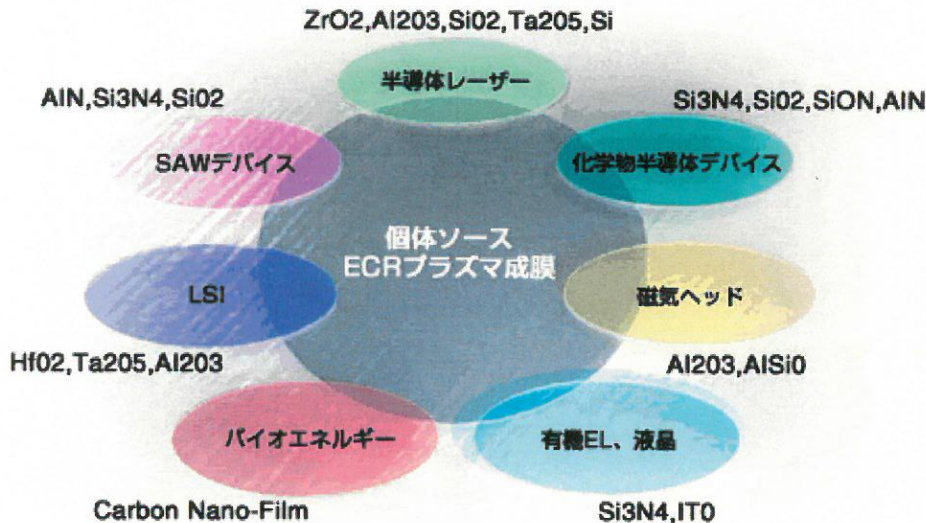 ZrO2,Al203,Si02,Ta205,Si
半導体レーザー
AlN,Si3N4,Si02
Si3N4,Si02,SiON,AlN
SAWデバイス
化学物半導体デバイス
個体ソース
ECRプラズマ成膜
LSI
磁気ヘッド
Hf02,Ta205,Al203
Al203,AlSi0
バイオエネルギー
有機EL、液晶
Carbon Nano-Film
Si3N4,IT0